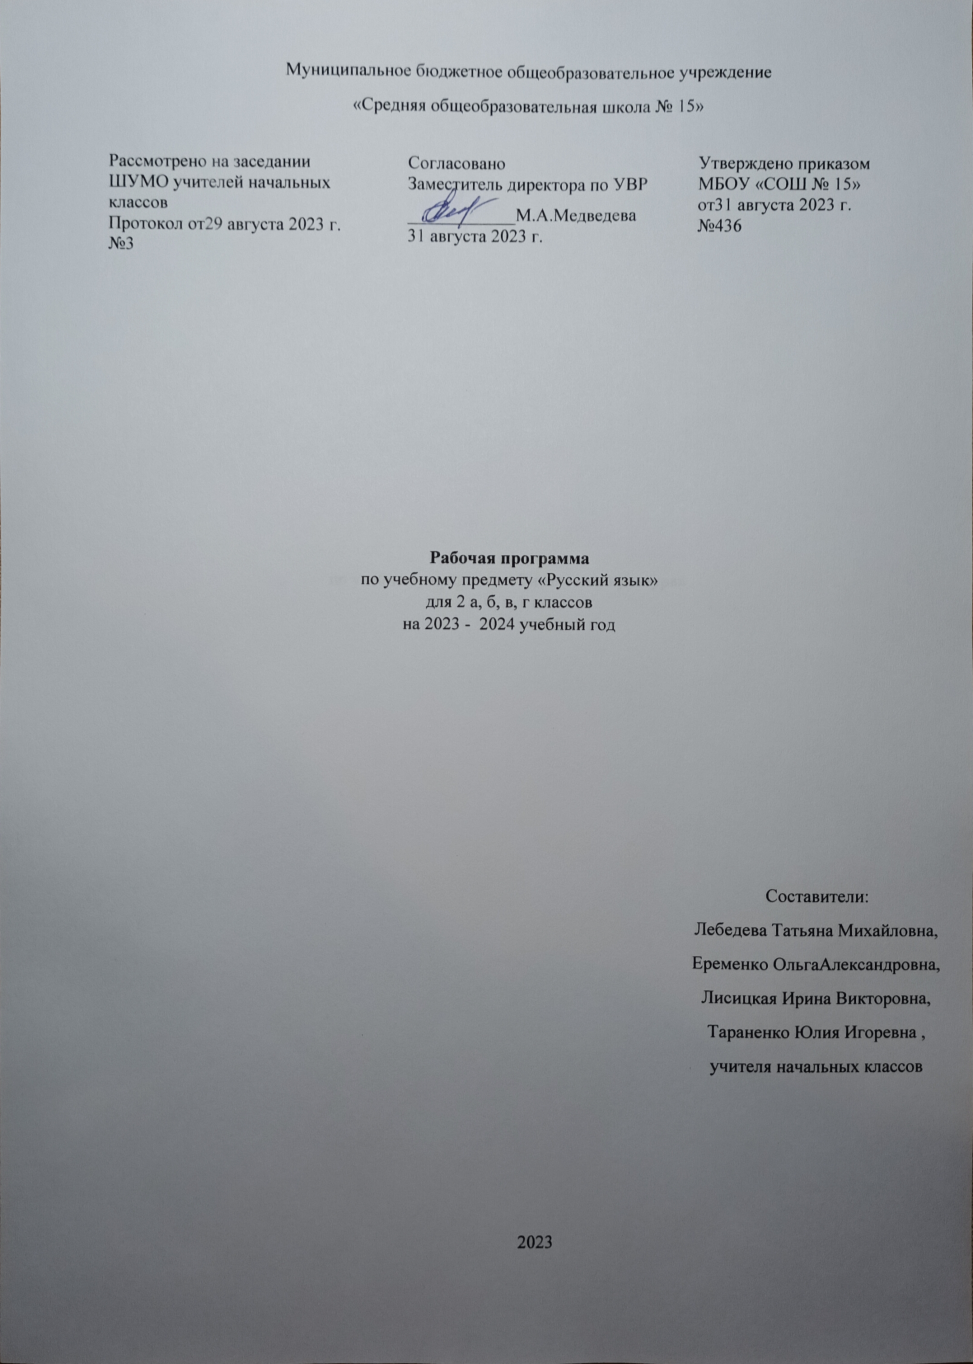 Муниципальное бюджетное общеобразовательное учреждение
«Средняя общеобразовательная школа № 15»
Рассмотрено на заседании
ШУМО учителей начальных
классов
Протокол от29 августа 2023 г.
№3
Согласовано
Заместитель директора по УВР
____________М.А.Медведева
31 августа 2023 г.
Утверждено приказом
МБОУ «СОШ № 15»
от31 августа 2023 г.
№436
Рабочая программа
по учебному предмету «Русский язык»
для 2 а, б, в, г классов
на 2023 - 2024 учебный год
Составители:
Лебедева Татьяна Михайловна,
Еременко ОльгаАлександровна,
Лисицкая Ирина Викторовна,
Тараненко Юлия Игоревна ,
учителя начальных классов
2023